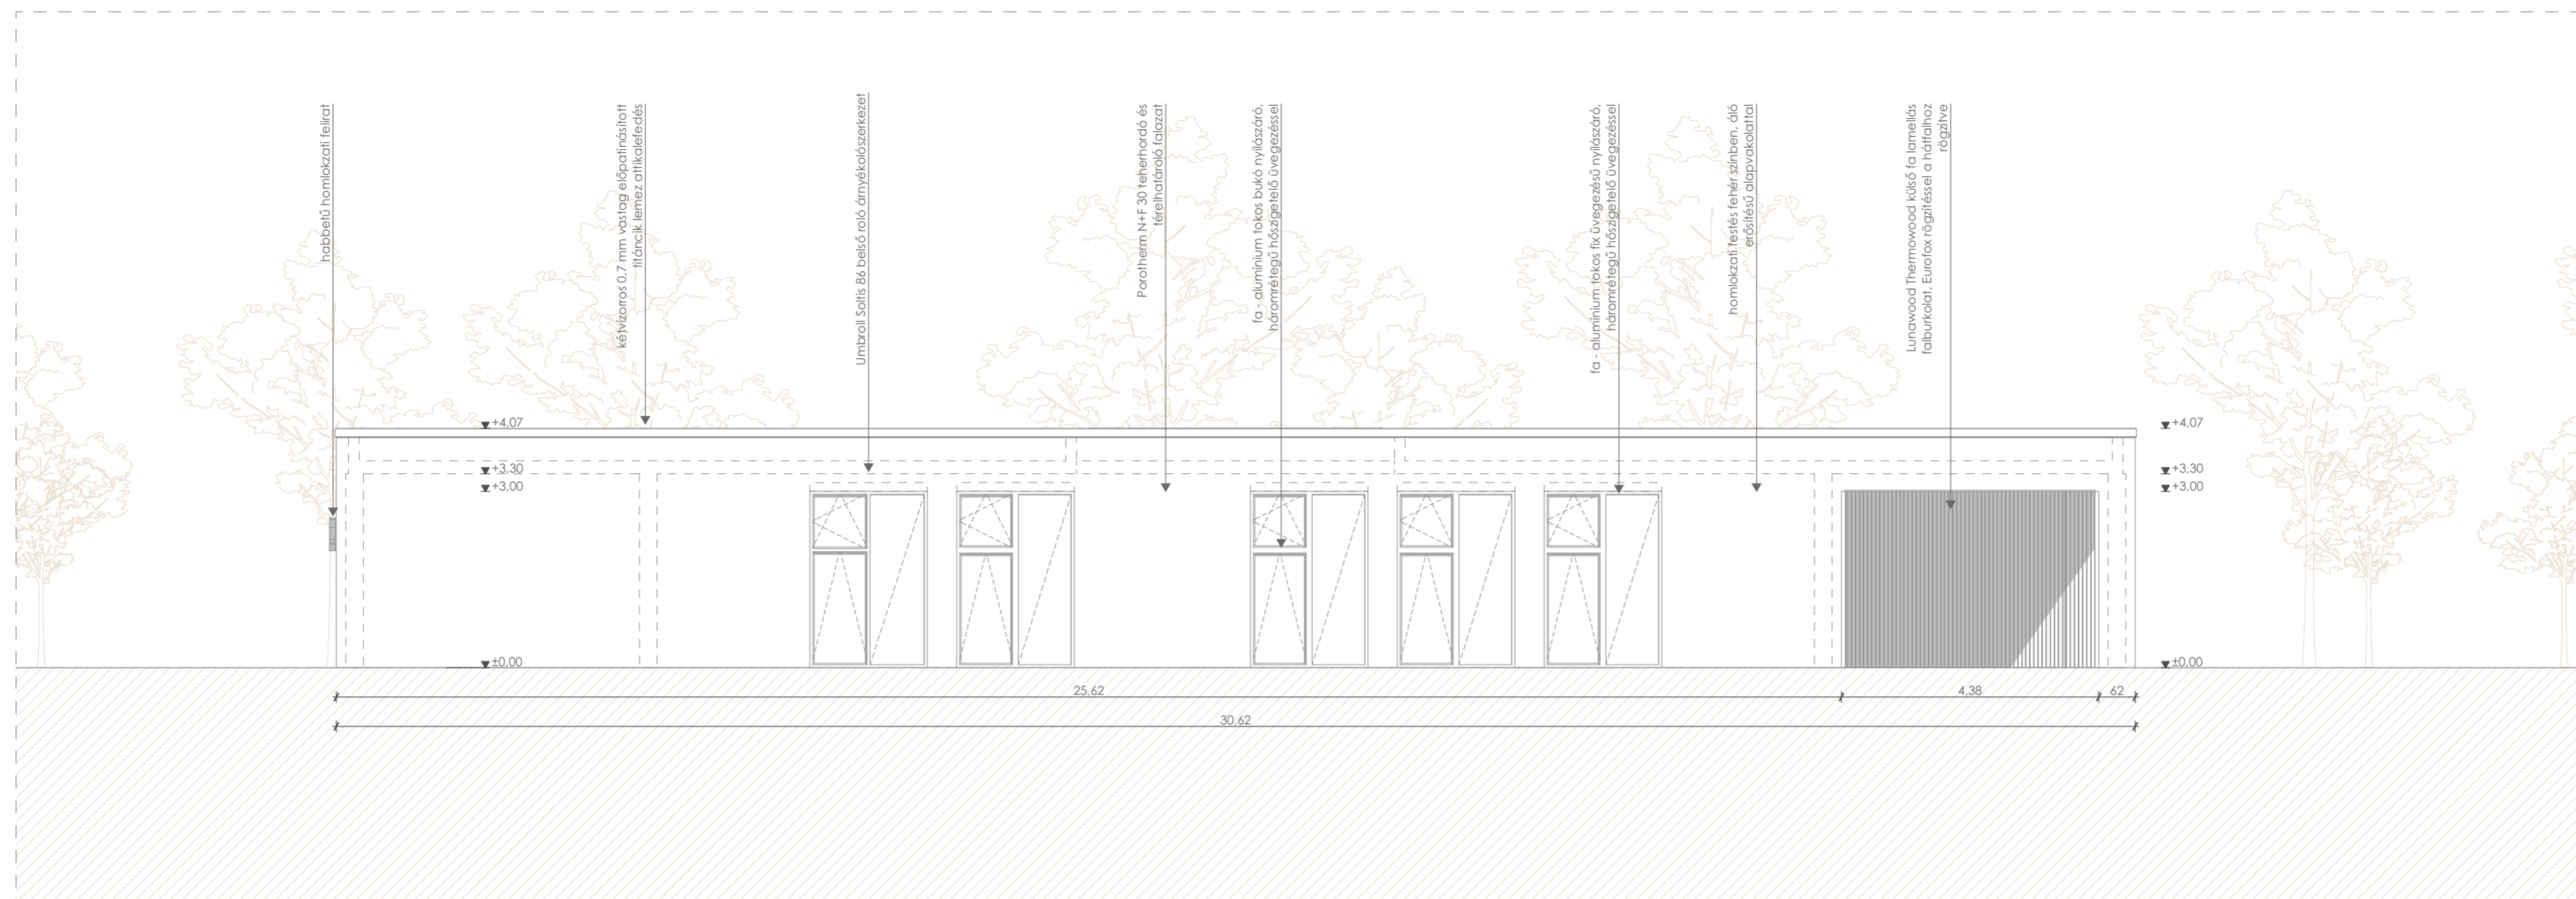 habbetű homlokzati felirat
kétvízorros 0,7 mm vastag előpatinásított
titáncik lemez attikalefedés
Umbroll Soltis 86 belső roló árnyékolószerkezet
Porotherm N+F 30 teherhordó és
térelhatároló falazat
fa - alumínium tokos bukó nyílászáró,
háromrétegű hőszigetelő üvegezéssel
fa - alumínium tokos fix üvegezésű nyílászáró,
háromrétegű hőszigetelő üvegezéssel
homlokzati festés fehér színben, áló
erősítésű alapvakolattal
Lunawood Thermowood külső fa lamellás
falburkolat, Eurofox rögzítéssel a hátfalhoz
rögzítve
+4,07
+3,30
+3,00
±0,00
+4,07
+3,30
+3,00
±0,00
25,62
4,38
62
30,62